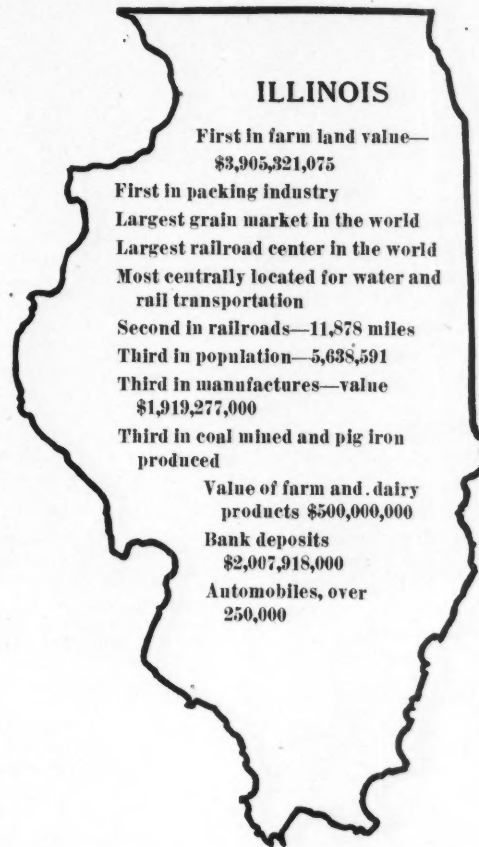 ILLINOIS
First in farm land value—
$3,905,321,075
First in packing industry
Largest grain market in the world
Largest railroad center in the world
Most centrally located for water and
rail transportation
Second in railroads—11,878 miles
Third in population—5,638,591
Third in manufactures—value
$1,919,277,000
Third in coal mined and pig iron
produced
Value of farm and dairy
products $500,000,000
Bank deposits
$2,007,918,000
Automobiles, over
250,000